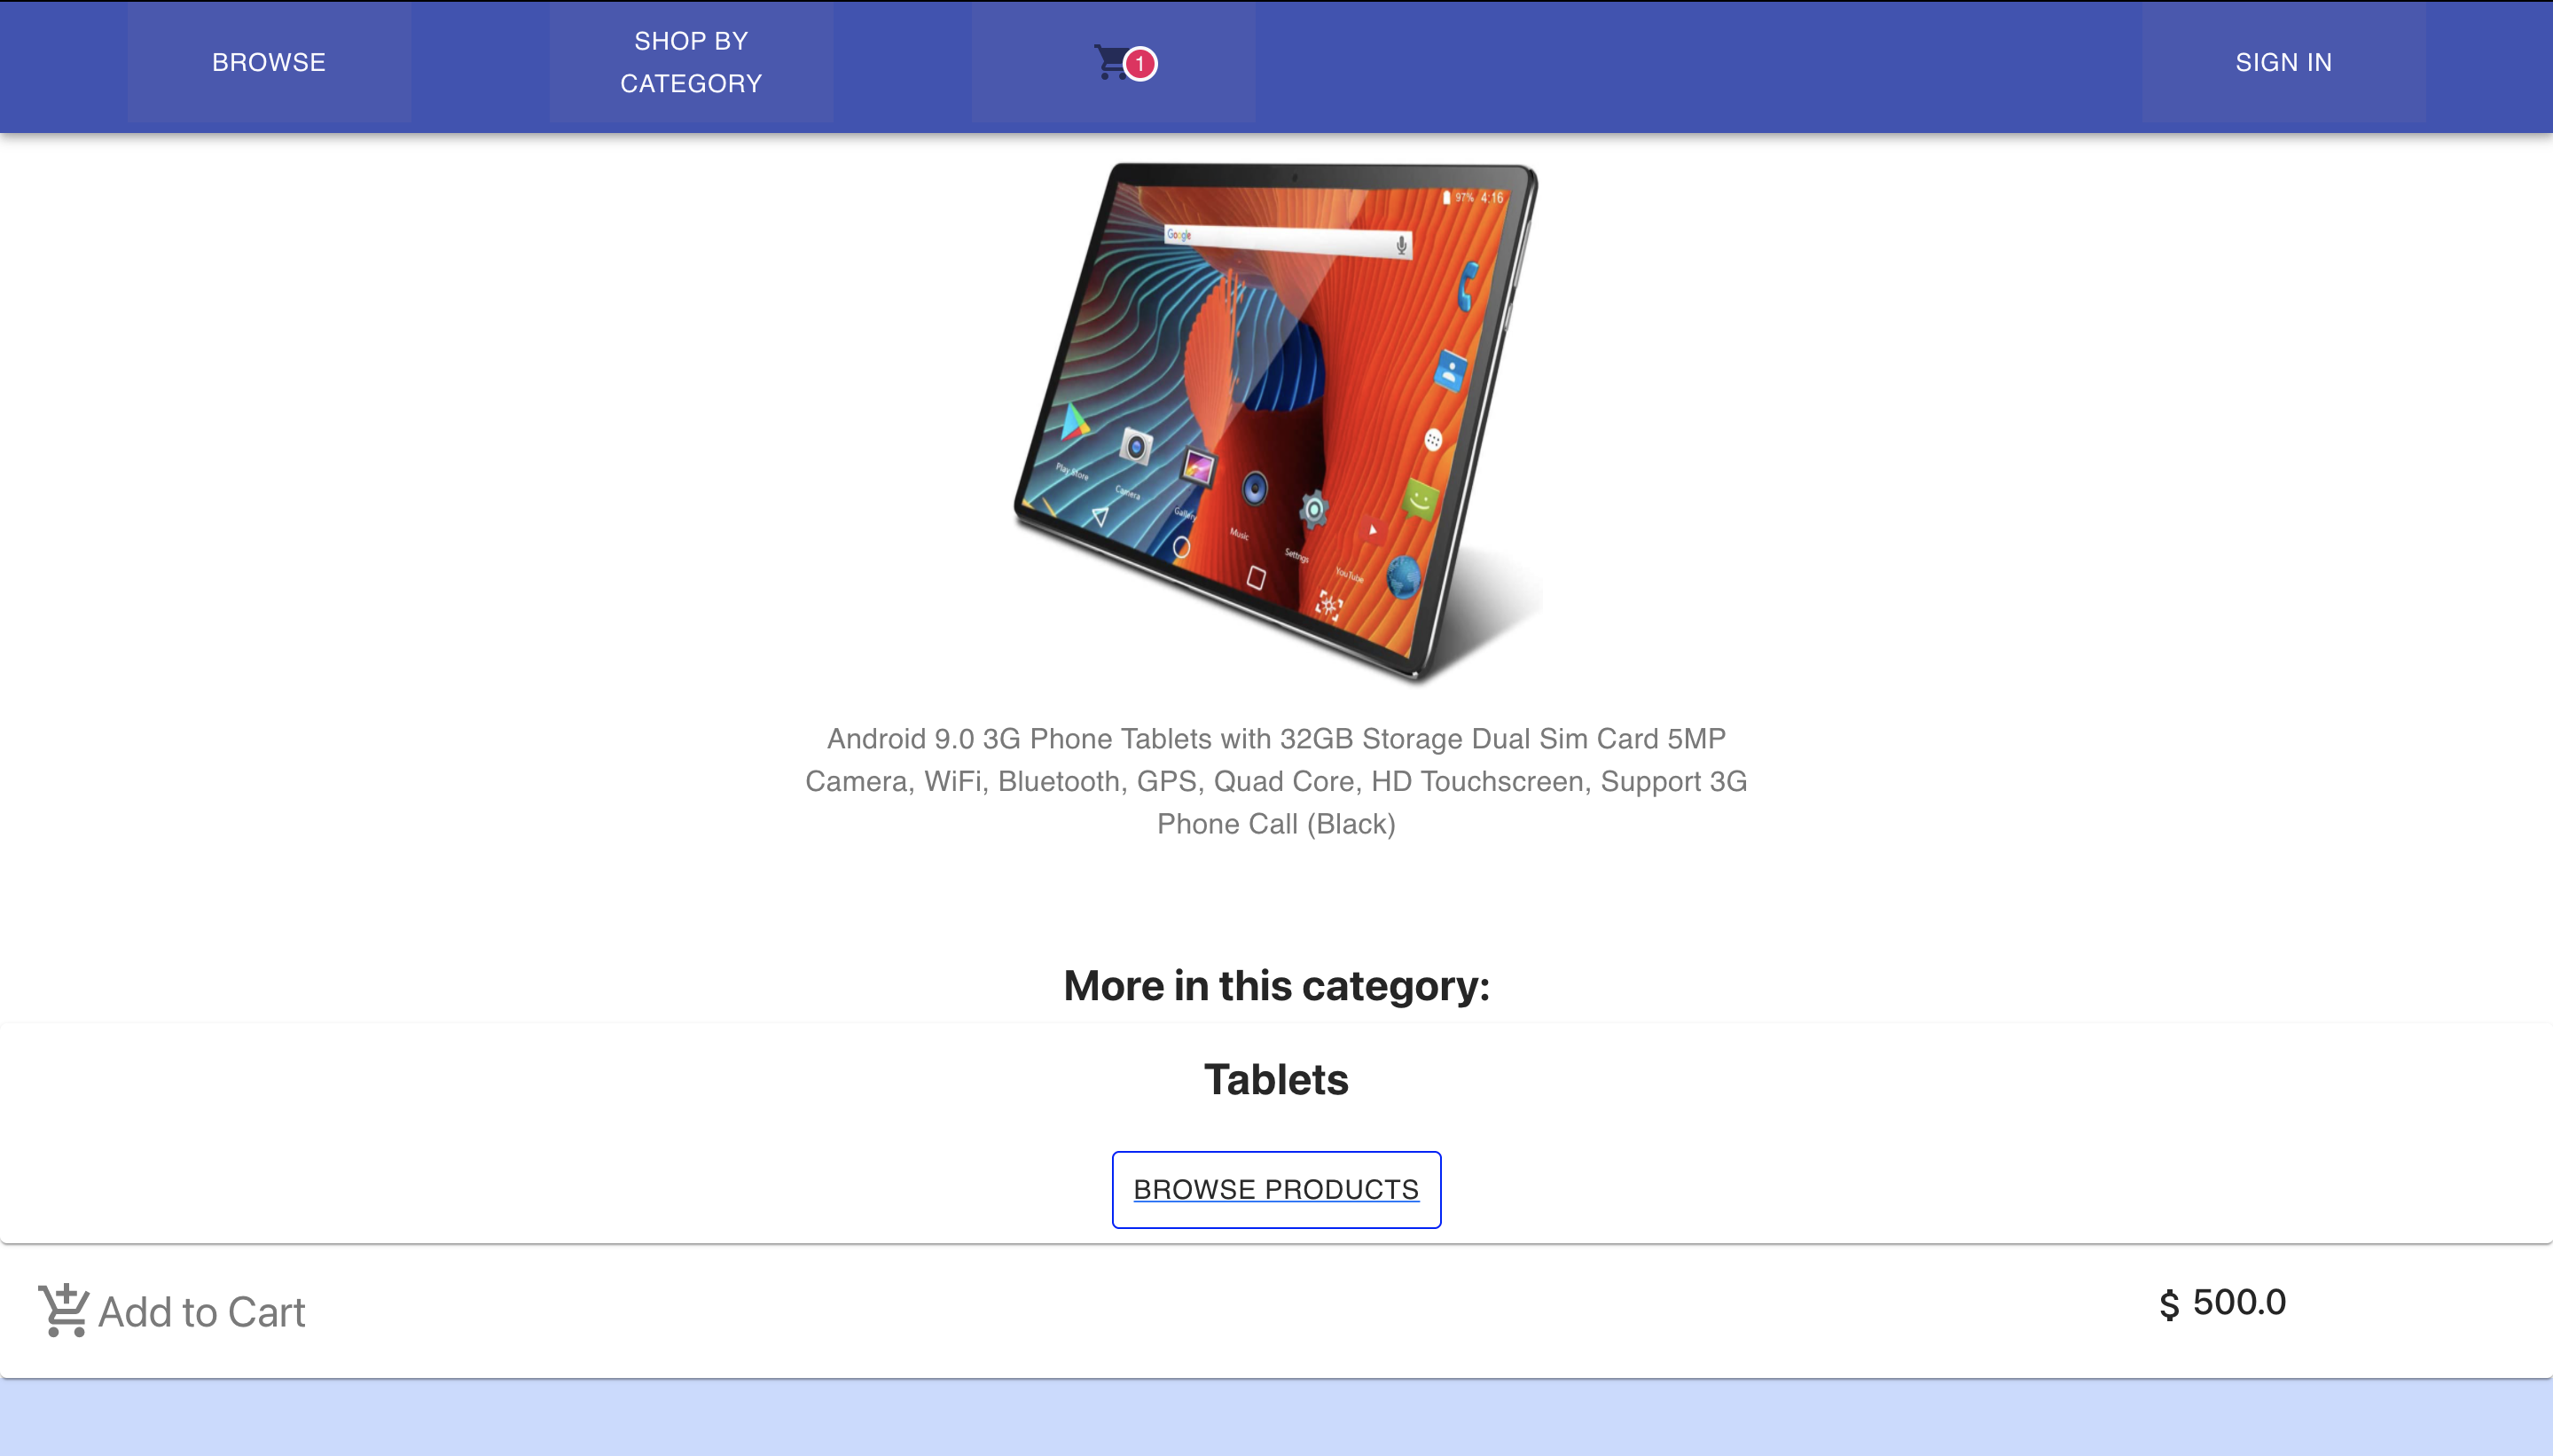 BROWSE
SHOP BY
CATEGORY
1
SIGN IN
97% 4:16
Google
Play Store
Camera
Gallery
Music
Settings
YouTube
Android 9.0 3G Phone Tablets with 32GB Storage Dual Sim Card 5MP
Camera, WiFi, Bluetooth, GPS, Quad Core, HD Touchscreen, Support 3G
Phone Call (Black)
More in this category:
Tablets
BROWSE PRODUCTS
Add to Cart
$ 500.0